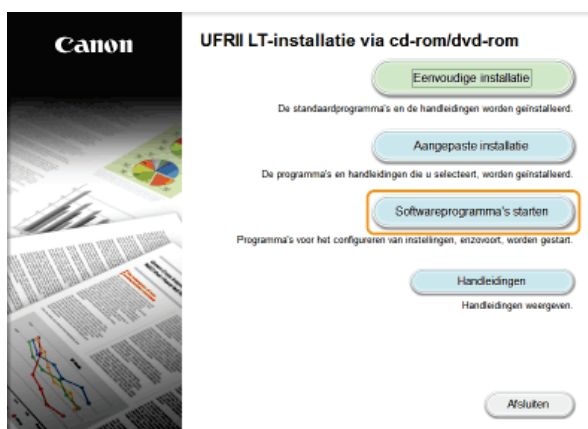 Canon
UFRII LT-installatie via cd-rom/dvd-rom
Eenvoudige installatie
De standaardprogramma's en de handleidingen worden geïnstalleerd.
Aangepaste installatie
De programma's en handleidingen die u selecteert, worden geïnstalleerd.
Softwareprogramma's starten
Programma's voor het configureren van instellingen, enzovoort, worden gestart.
Handleidingen
Handleidingen weergeven.
Afsluiten